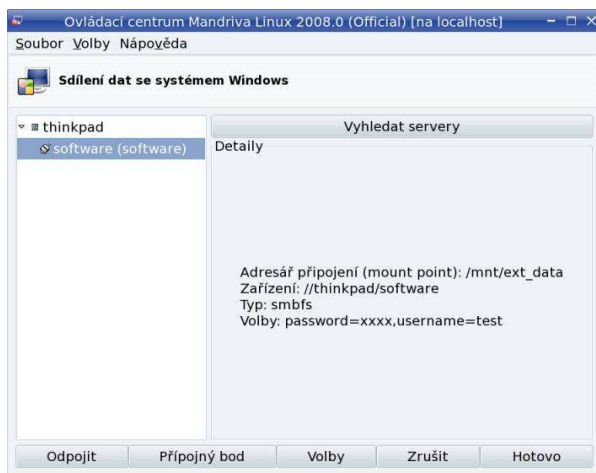 Ovládací centrum Mandriva Linux 2008.0 (Official) [na localhost]
Soubor Volby Nápověda
Sdílení dat se systémem Windows
thinkpad
software (software)
Vyhledat servery
Detaily
Adresář připojení (mount point): /mnt/ext_data
Zařízení: //thinkpad/software
Typ: smbfs
Volby: password=xxxx,username=test
Odpojit Přípojný bod Volby Zrušit Hotovo